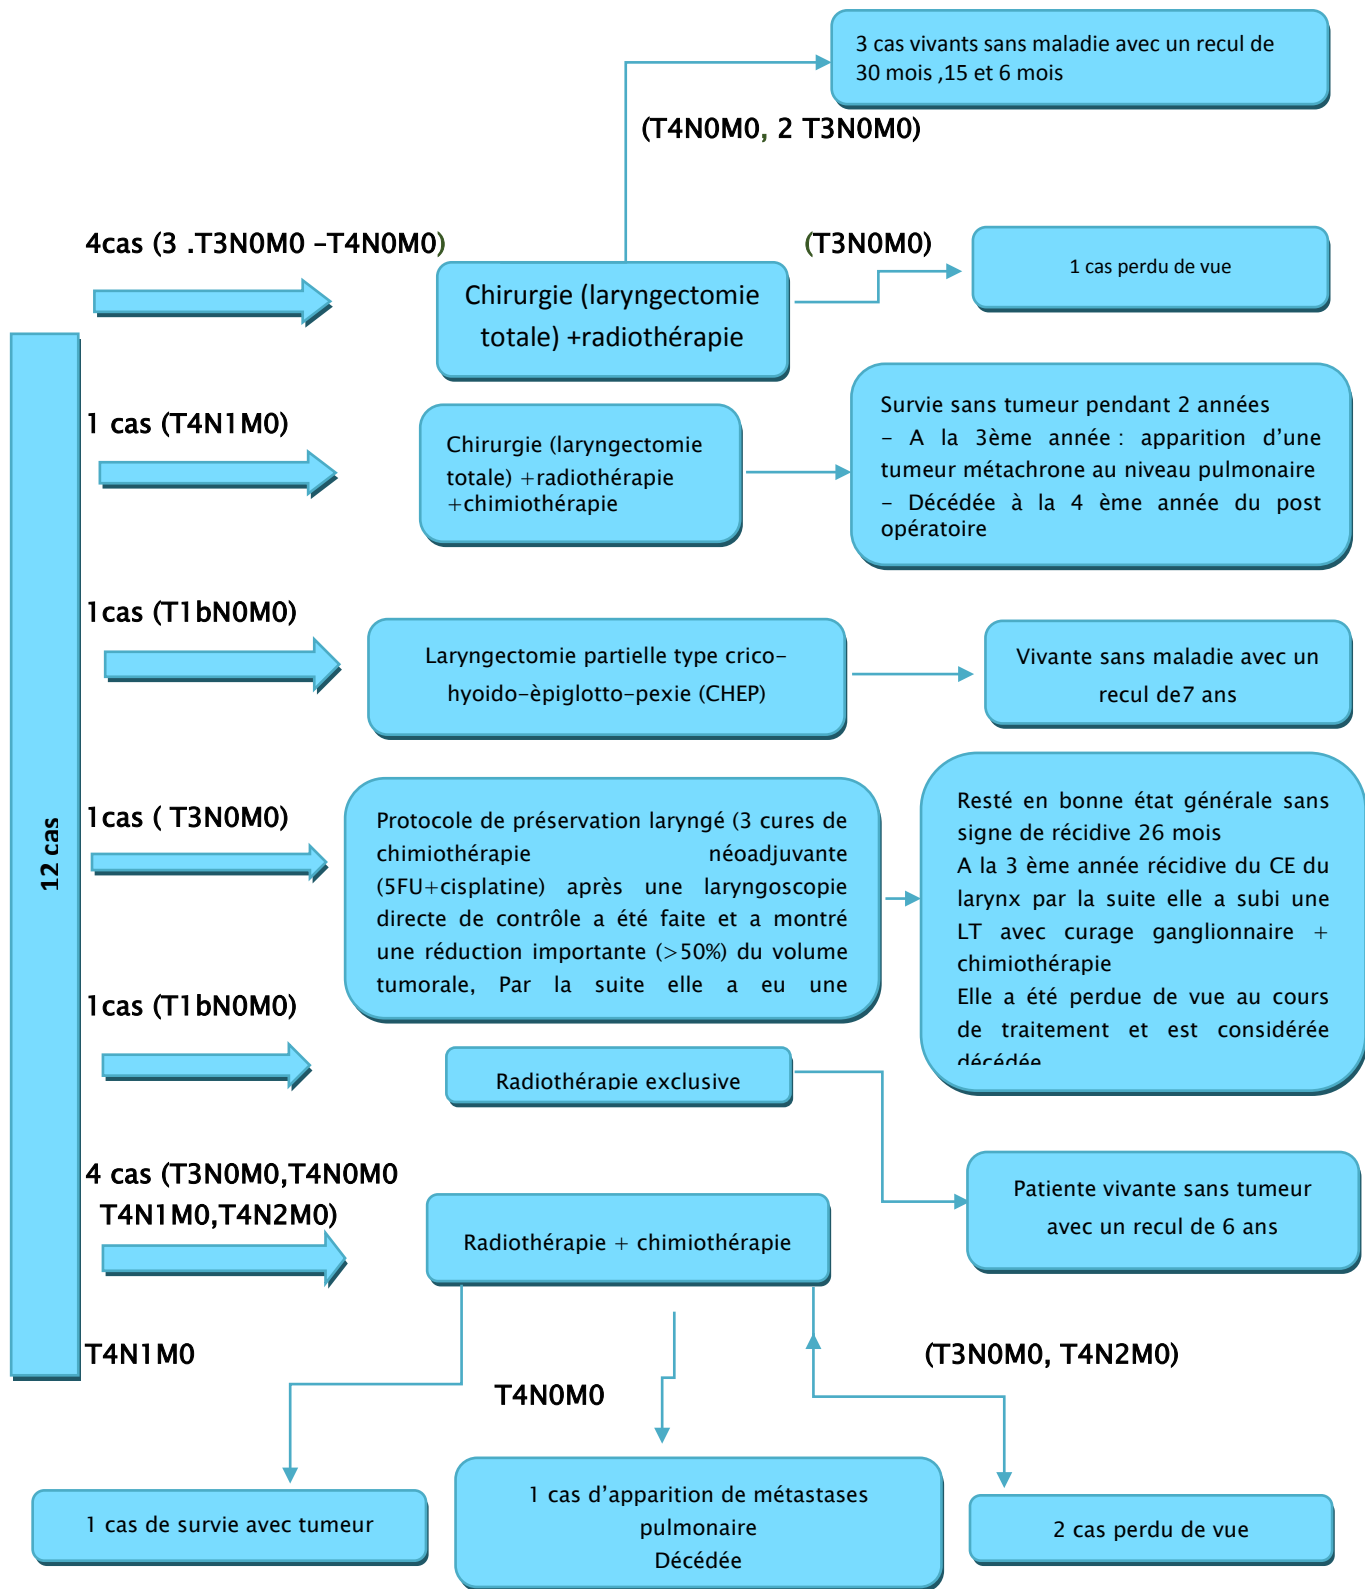 3 cas vivants sans maladie avec un recul de
30 mois ,15 et 6 mois
(T4N0M0, 2 T3N0M0)
4cas (3 .T3N0M0 –T4N0M0)
(T3N0M0)
1 cas perdu de vue
Chirurgie (laryngectomie
totale) +radiothérapie
12 cas
1 cas (T4N1M0)
Chirurgie (laryngectomie
totale) +radiothérapie
+chimiothérapie
Survie sans tumeur pendant 2 années
– A la 3ème année : apparition d’une
tumeur métachrone au niveau pulmonaire
– Décédée à la 4 ème année du post
opératoire
1cas (T1bN0M0)
Laryngectomie partielle type crico–
hyoido–èpiglotto–pexie (CHEP)
Vivante sans maladie avec un
recul de7 ans
1cas ( T3N0M0)
Protocole de préservation laryngé (3 cures de
chimiothérapie néoadjuvante
(5FU+cisplatine) après une laryngoscopie
directe de contrôle a été faite et a montré
une réduction importante (>50%) du volume
tumorale, Par la suite elle a eu une
Resté en bonne état générale sans
signe de récidive 26 mois
A la 3 ème année récidive du CE du
larynx par la suite elle a subi une
LT avec curage ganglionnaire +
chimiothérapie
Elle a été perdue de vue au cours
de traitement et est considérée
décédée
1cas (T1bN0M0)
Radiothérapie exclusive
Patiente vivante sans tumeur
avec un recul de 6 ans
4 cas (T3N0M0,T4N0M0
T4N1M0,T4N2M0)
Radiothérapie + chimiothérapie
T4N1M0
T4N0M0
(T3N0M0, T4N2M0)
1 cas de survie avec tumeur
1 cas d’apparition de métastases
pulmonaire
Décédée
2 cas perdu de vue